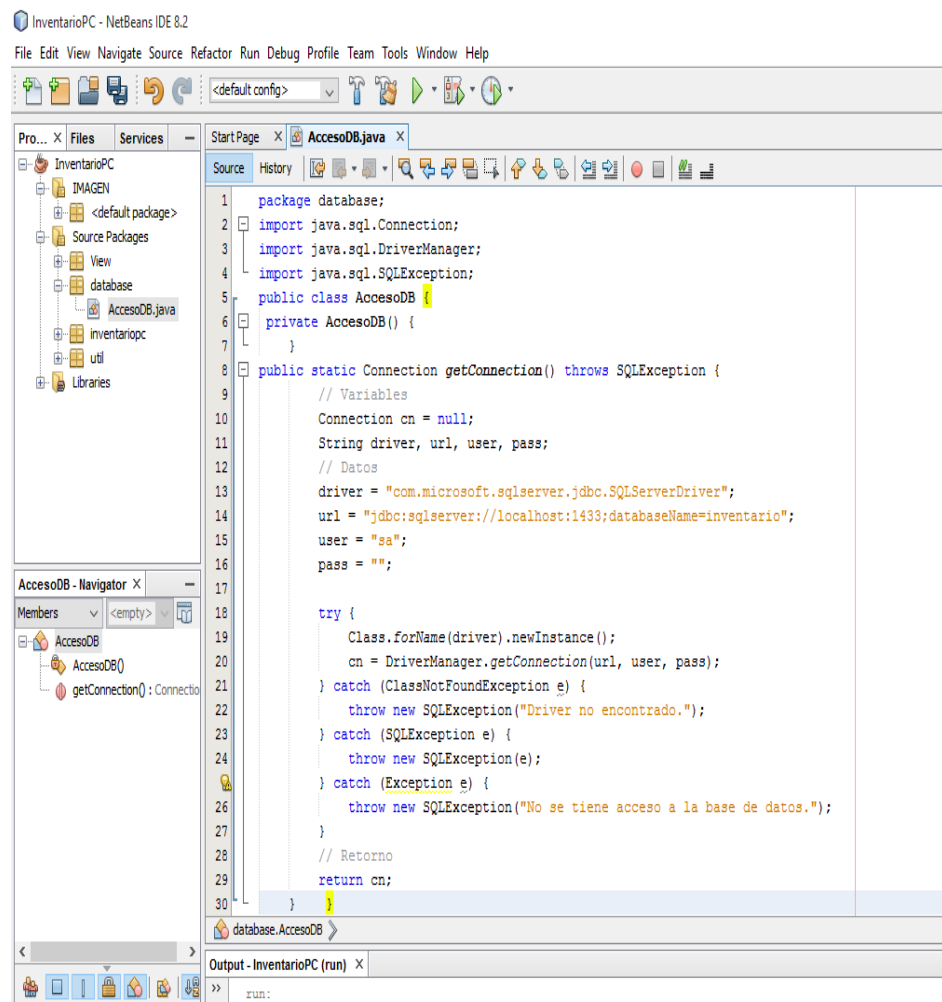 InventarioPC - NetBeans IDE 8.2
File Edit View Navigate Source Refactor Run Debug Profile Team Tools Window Help
<default config>
Pro... X Files Services
InventarioPC
IMAGEN
<default package>
Source Packages
View
database
AccesoDB.java
inventariopc
util
Libraries
AccesoDB - Navigator X
Members <empty>
AccesoDB
AccesoDB()
getConnection() : Connectio
Start Page X AccesoDB.java X
Source History
1 package database;
2 import java.sql.Connection;
3 import java.sql.DriverManager;
4 import java.sql.SQLException;
5 public class AccesoDB {
6 private AccesoDB() {
7 }
8 public static Connection getConnection() throws SQLException {
9 // Variables
10 Connection cn = null;
11 String driver, url, user, pass;
12 // Datos
13 driver = "com.microsoft.sqlserver.jdbc.SQLServerDriver";
14 url = "jdbc:sqlserver://localhost:1433;databaseName=inventario";
15 user = "sa";
16 pass = "";
17
18 try {
19 Class.forName(driver).newInstance();
20 cn = DriverManager.getConnection(url, user, pass);
21 } catch (ClassNotFoundException e) {
22 throw new SQLException("Driver no encontrado.");
23 } catch (SQLException e) {
24 throw new SQLException(e);
} catch (Exception e) {
26 throw new SQLException("No se tiene acceso a la base de datos.");
27 }
28 // Retorno
29 return cn;
30 } }
database.AccesoDB
Output - InventarioPC (run) X
run: